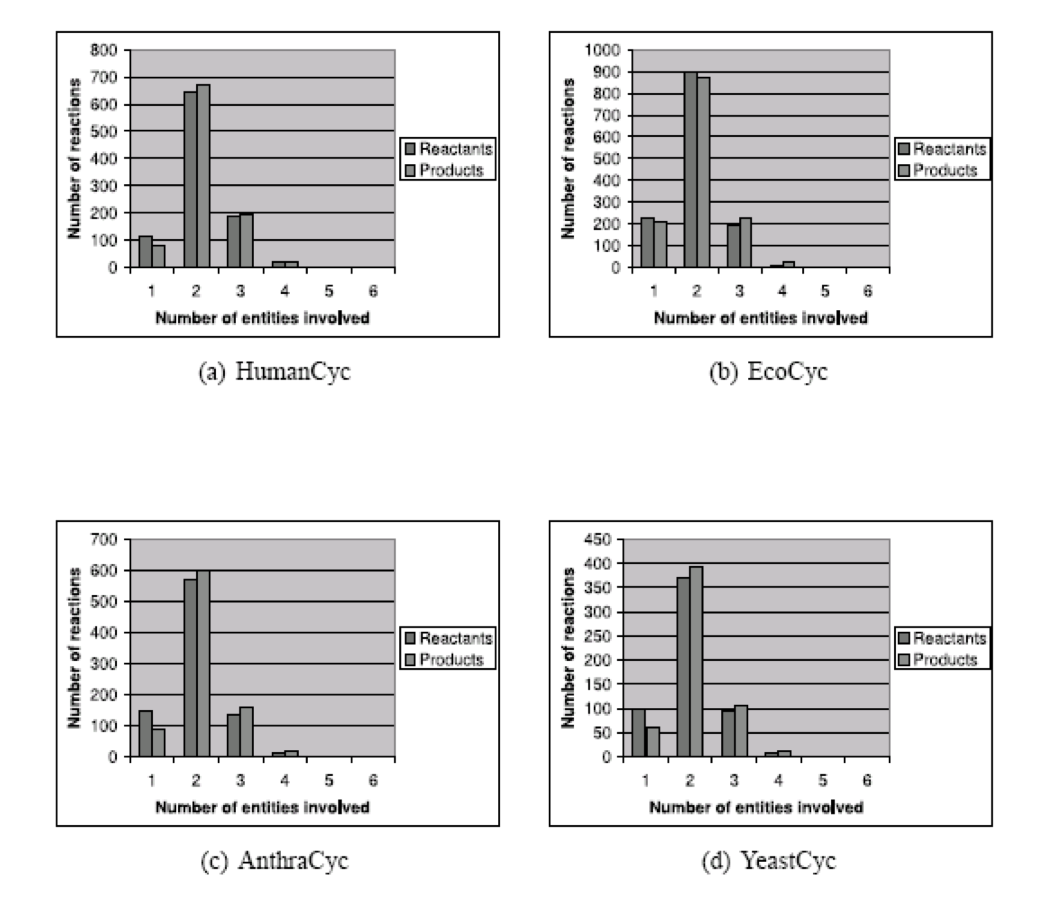 800
700
600
500
400
300
200
100
0
Number of reactions
1 2 3 4 5 6
Number of entities involved
Reactants
Products
(a) HumanCyc
1000
900
800
700
600
500
400
300
200
100
0
Number of reactions
1 2 3 4 5 6
Number of entities involved
Reactants
Products
(b) EcoCyc
700
600
500
400
300
200
100
0
Number of reactions
1 2 3 4 5 6
Number of entities involved
Reactants
Products
(c) AnthraCyc
450
400
350
300
250
200
150
100
50
0
Number of reactions
1 2 3 4 5 6
Number of entities involved
Reactants
Products
(d) YeastCyc